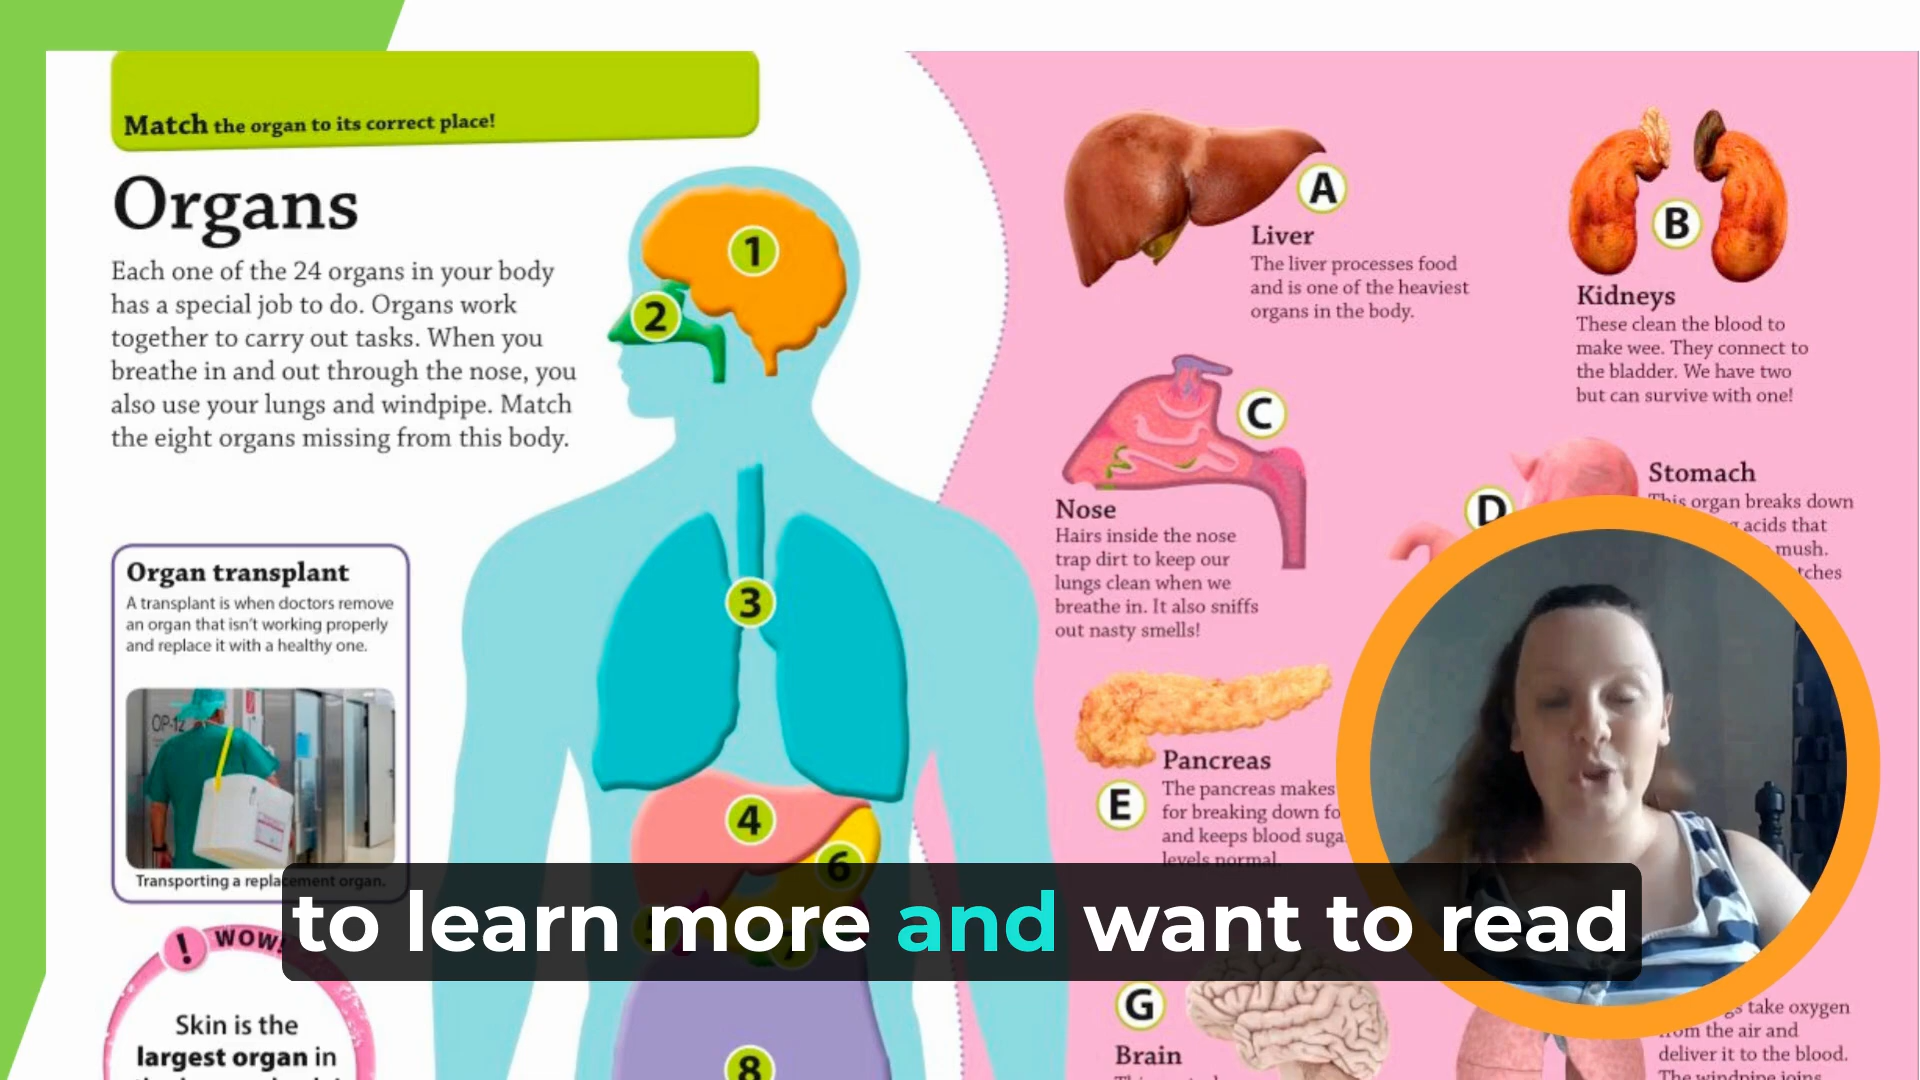 Match the organ to its correct place!
Organs
Each one of the 24 organs in your body
has a special job to do. Organs work
together to carry out tasks. When you
breathe in and out through the nose, you
also use your lungs and windpipe. Match
the eight organs missing from this body.
Organ transplant
A transplant is when doctors remove
an organ that isn't working properly
and replace it with a healthy one.
OP-12
Transporting a replacement organ.
! WOW!
Skin is the
largest organ in
1
2
3
4
6
7
8
A
Liver
The liver processes food
and is one of the heaviest
organs in the body.
B
Kidneys
These clean the blood to
make wee. They connect to
the bladder. We have two
but can survive with one!
C
Nose
Hairs inside the nose
trap dirt to keep our
lungs clean when we
breathe in. It also sniffs
out nasty smells!
D
Stomach
This organ breaks down
acids that
mush.
E
Pancreas
The pancreas makes
for breaking down
and keeps blood
levels normal.
G
Brain
take oxygen
from the air and
deliver it to the blood.
The windpipe joins
to learn more and want to read